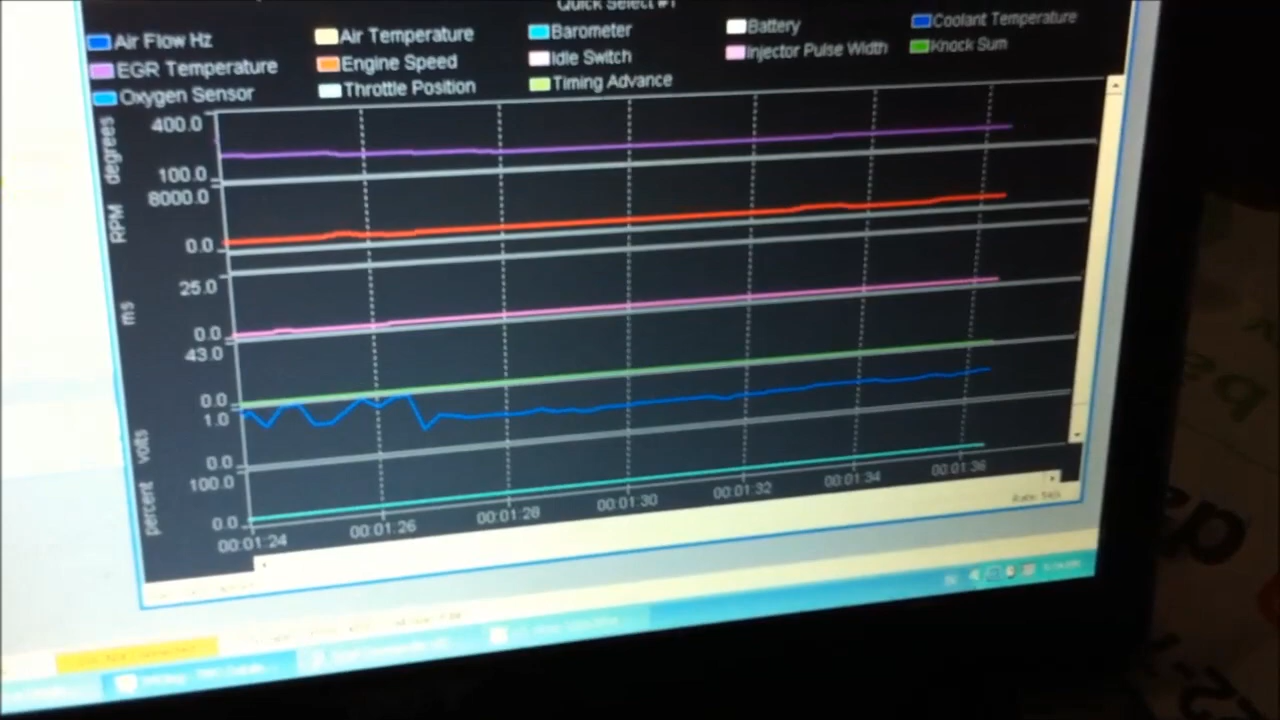 Quick Select #1
Air Flow Hz Air Temperature Barometer Battery Coolant Temperature
EGR Temperature Engine Speed Idle Switch Injector Pulse Width Knock Sum
Oxygen Sensor Throttle Position Timing Advance
degrees
400.0
100.0
RPM
8000.0
0.0
ms
25.0
0.0
43.0
0.0
volts
1.0
0.0
percent
100.0
0.0
00:01:24 00:01:26 00:01:28 00:01:30 00:01:32 00:01:34 00:01:36